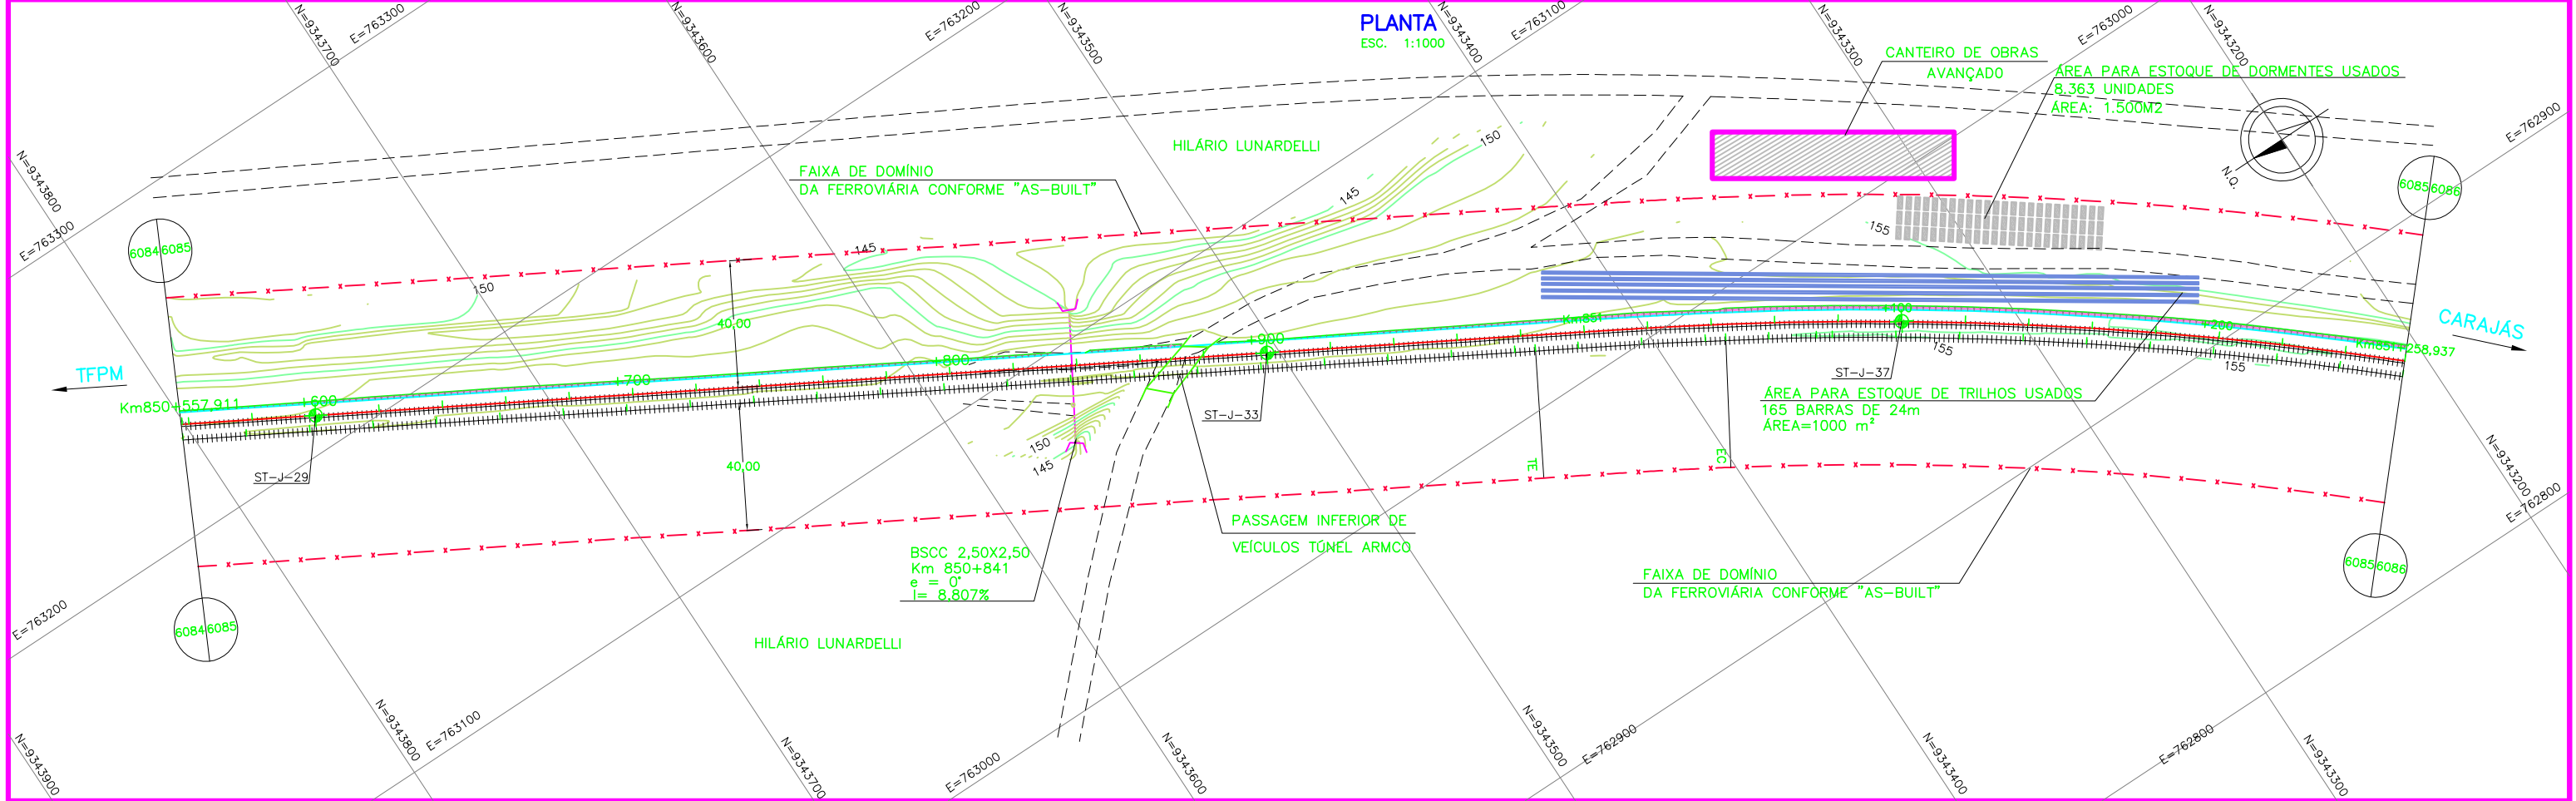 PLANTA
ESC. 1:1000
N=9343700
E=763300
N=9343600
E=763200
N=9343500
N=9343400
E=763100
N=9343300
E=763000
N=9343200
E=762900
CANTEIRO DE OBRAS
AVANÇADO
ÁREA PARA ESTOQUE DE DORMENTES USADOS
8.363 UNIDADES
ÁREA: 1.500M2
N.Q.
N=9343800
E=763300
6084 6085
FAIXA DE DOMÍNIO
DA FERROVIÁRIA CONFORME "AS-BUILT"
HILÁRIO LUNARDELLI
150
145
145
150
155
6085 6086
40,00
TFPM
Km850+557,911
+600
+700
+800
+900
Km851
+100
+200
Km851+258,937
CARAJÁS
ST-J-29
ST-J-33
ST-J-37
155
155
40,00
150
145
TE
EC
ÁREA PARA ESTOQUE DE TRILHOS USADOS
165 BARRAS DE 24m
ÁREA=1000 m²
PASSAGEM INFERIOR DE
VEÍCULOS TÚNEL ARMCO
BSCC 2,50X2,50
Km 850+841
e = 0°
I= 8,807%
FAIXA DE DOMÍNIO
DA FERROVIÁRIA CONFORME "AS-BUILT"
HILÁRIO LUNARDELLI
6084 6085
6085 6086
N=9343200
E=762800
E=763200
N=9343900
N=9343800
E=763100
N=9343700
E=763000
N=9343600
N=9343500
E=762900
N=9343400
E=762800
N=9343300